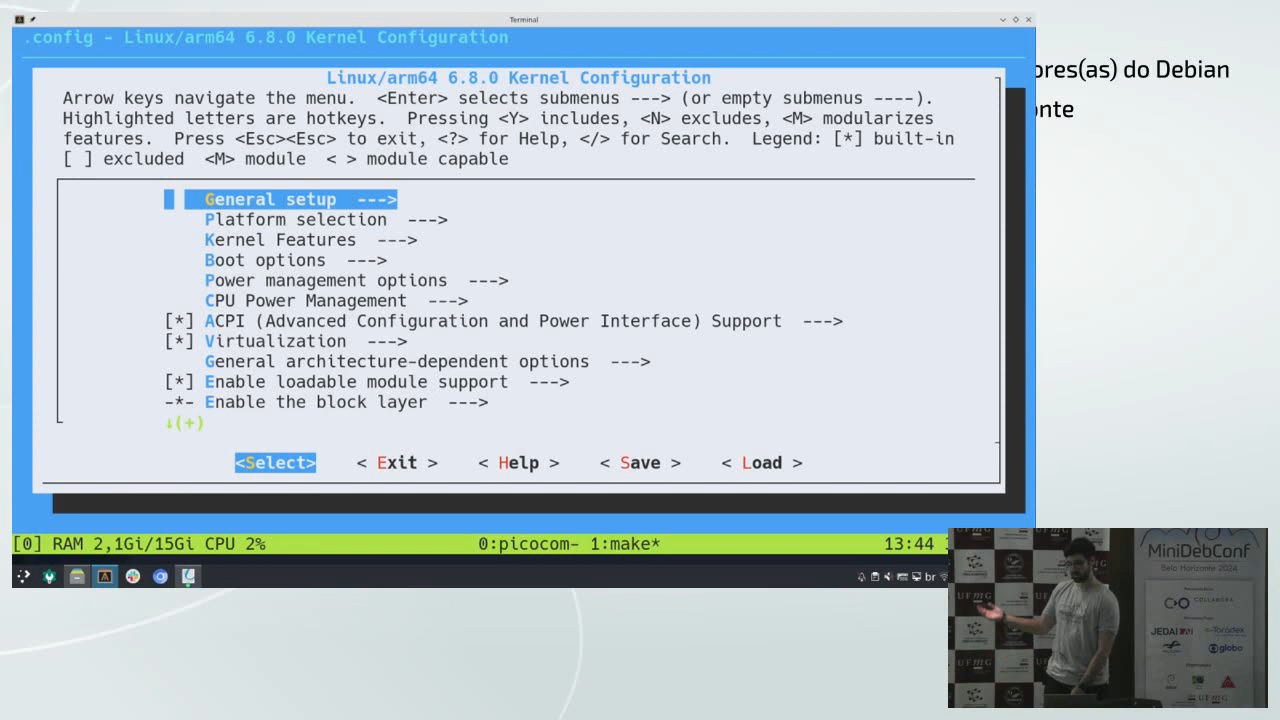 Terminal
.config - Linux/arm64 6.8.0 Kernel Configuration
Linux/arm64 6.8.0 Kernel Configuration
Arrow keys navigate the menu.  <Enter> selects submenus ---> (or empty submenus ----).
Highlighted letters are hotkeys.  Pressing <Y> includes, <N> excludes, <M> modularizes
features.  Press <Esc><Esc> to exit, <?> for Help, </> for Search.  Legend: [*] built-in
[ ] excluded  <M> module  < > module capable
General setup  --->
Platform selection  --->
Kernel Features  --->
Boot options  --->
Power management options  --->
CPU Power Management  --->
[*] ACPI (Advanced Configuration and Power Interface) Support  --->
[*] Virtualization  --->
General architecture-dependent options  --->
[*] Enable loadable module support  --->
-*- Enable the block layer  --->
↓(+)
<Select>    < Exit >    < Help >    < Save >    < Load >
[0] RAM 2,1Gi/15Gi CPU 2%    0:picocom- 1:make*    13:44
br
ores(as) do Debian
onte
MiniDebConf
Belo Horizonte 2024
COLLABORA
JEDAI
Toradex
globo
UFMG
UFMG
UFMG